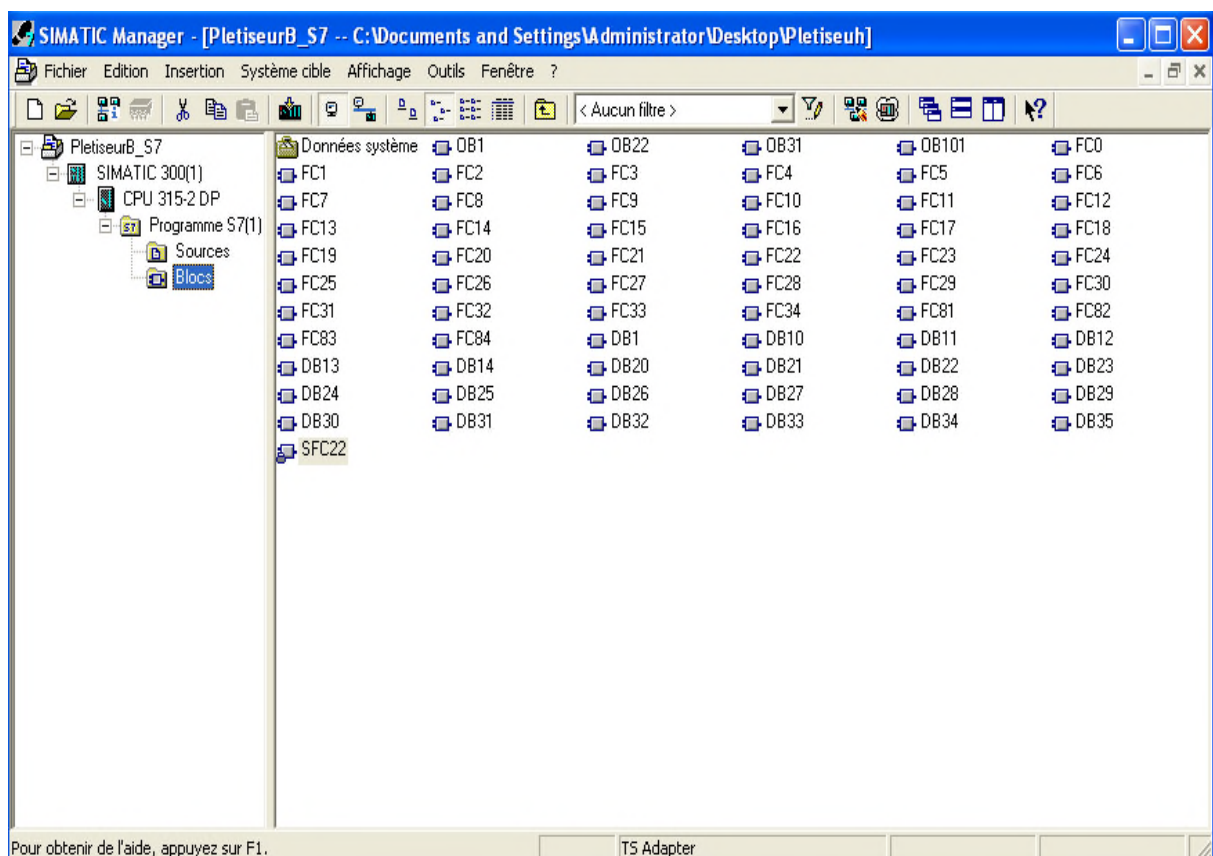 SIMATIC Manager - [PletiseurB_S7 -- C:\Documents and Settings\Administrator\Desktop\Pletiseuh]
Fichier Edition Insertion Système cible Affichage Outils Fenêtre ?
< Aucun filtre >
PletiseurB_S7
SIMATIC 300(1)
CPU 315-2 DP
Programme S7(1)
Sources
Blocs
Données système OB1 OB22 OB31 OB101 FC0
FC1 FC2 FC3 FC4 FC5 FC6
FC7 FC8 FC9 FC10 FC11 FC12
FC13 FC14 FC15 FC16 FC17 FC18
FC19 FC20 FC21 FC22 FC23 FC24
FC25 FC26 FC27 FC28 FC29 FC30
FC31 FC32 FC33 FC34 FC81 FC82
FC83 FC84 DB1 DB10 DB11 DB12
DB13 DB14 DB20 DB21 DB22 DB23
DB24 DB25 DB26 DB27 DB28 DB29
DB30 DB31 DB32 DB33 DB34 DB35
SFC22
Pour obtenir de l'aide, appuyez sur F1. TS Adapter